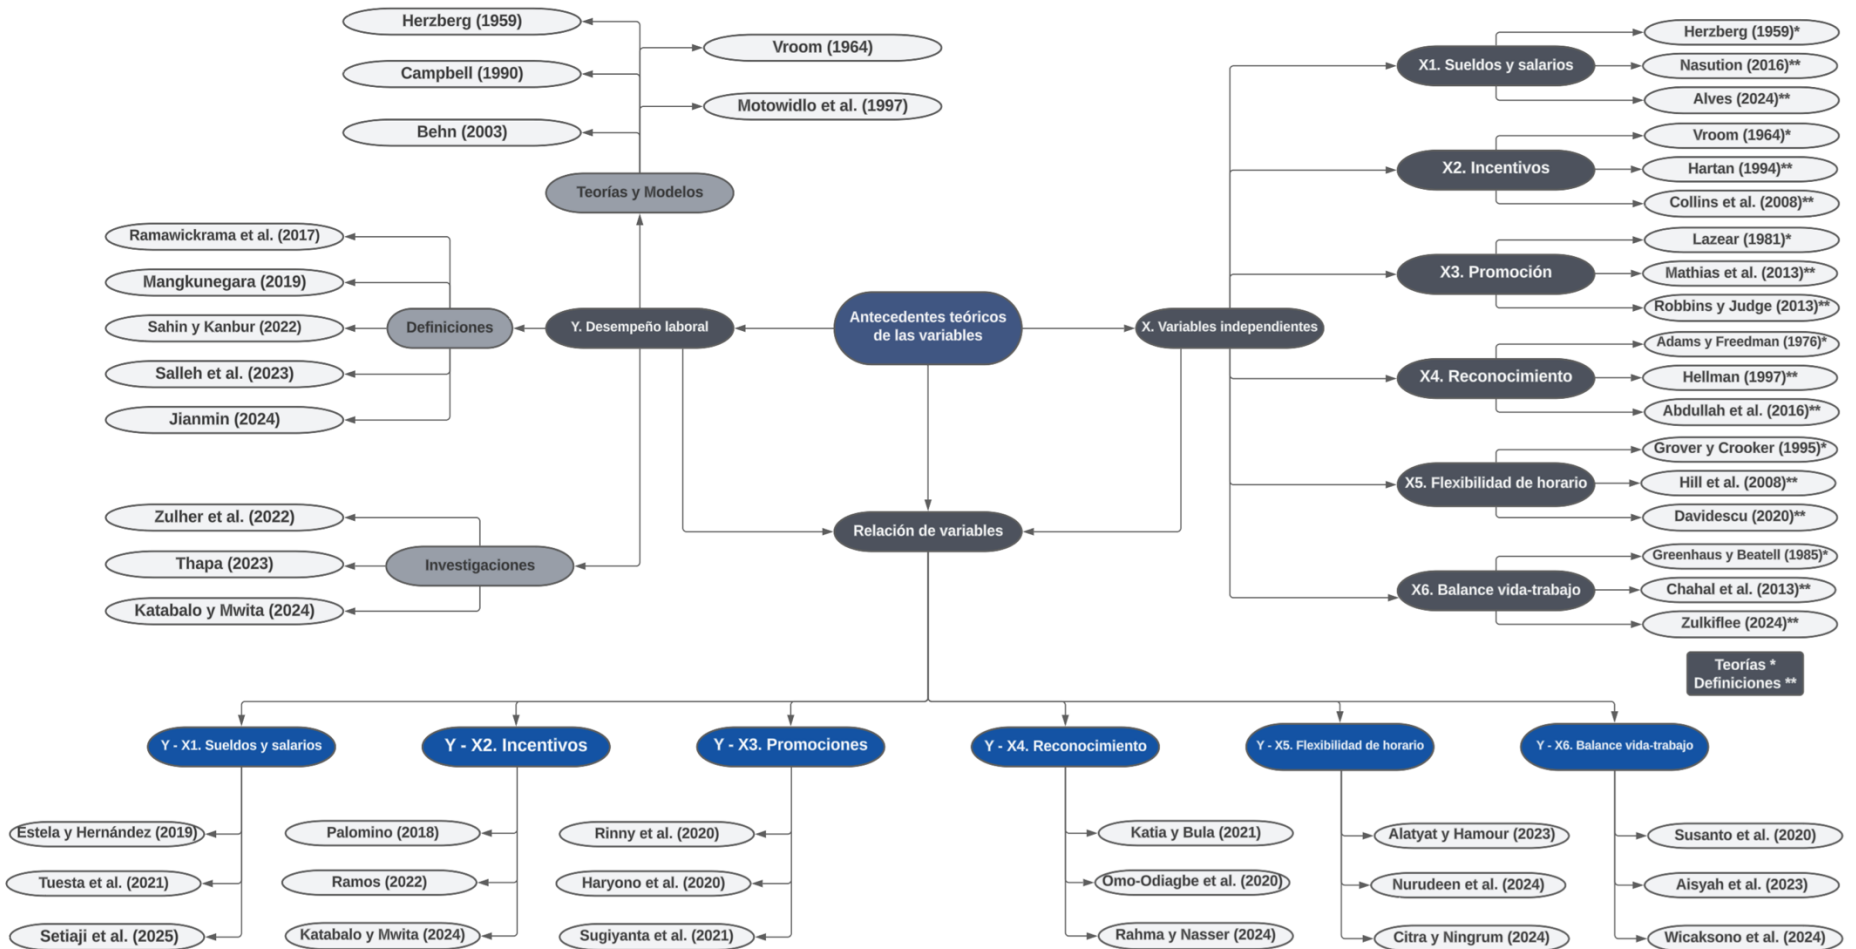 Herzberg (1959)
Vroom (1964)
Campbell (1990)
Motowidlo et al. (1997)
Behn (2003)
Teorías y Modelos
Ramawickrama et al. (2017)
Mangkunegara (2019)
Sahin y Kanbur (2022)
Salleh et al. (2023)
Jianmin (2024)
Definiciones
Y. Desempeño laboral
Zulher et al. (2022)
Thapa (2023)
Katabalo y Mwita (2024)
Investigaciones
Antecedentes teóricos
de las variables
X. Variables independientes
Relación de variables
X1. Sueldos y salarios
Herzberg (1959)*
Nasution (2016)**
Alves (2024)**
X2. Incentivos
Vroom (1964)*
Hartan (1994)**
Collins et al. (2008)**
X3. Promoción
Lazear (1981)*
Mathias et al. (2013)**
Robbins y Judge (2013)**
X4. Reconocimiento
Adams y Freedman (1976)*
Hellman (1997)**
Abdullah et al. (2016)**
X5. Flexibilidad de horario
Grover y Crooker (1995)*
Hill et al. (2008)**
Davidescu (2020)**
X6. Balance vida-trabajo
Greenhaus y Beatell (1985)*
Chahal et al. (2013)**
Zulkiflee (2024)**
Teorías *
Definiciones **
Y - X1. Sueldos y salarios
Estela y Hernández (2019)
Tuesta et al. (2021)
Setiaji et al. (2025)
Y - X2. Incentivos
Palomino (2018)
Ramos (2022)
Katabalo y Mwita (2024)
Y - X3. Promociones
Rinny et al. (2020)
Haryono et al. (2020)
Sugiyanta et al. (2021)
Y - X4. Reconocimiento
Katia y Bula (2021)
Omo-Odiagbe et al. (2020)
Rahma y Nasser (2024)
Y - X5. Flexibilidad de horario
Alatyat y Hamour (2023)
Nurudeen et al. (2024)
Citra y Ningrum (2024)
Y - X6. Balance vida-trabajo
Susanto et al. (2020)
Aisyah et al. (2023)
Wicaksono et al. (2024)